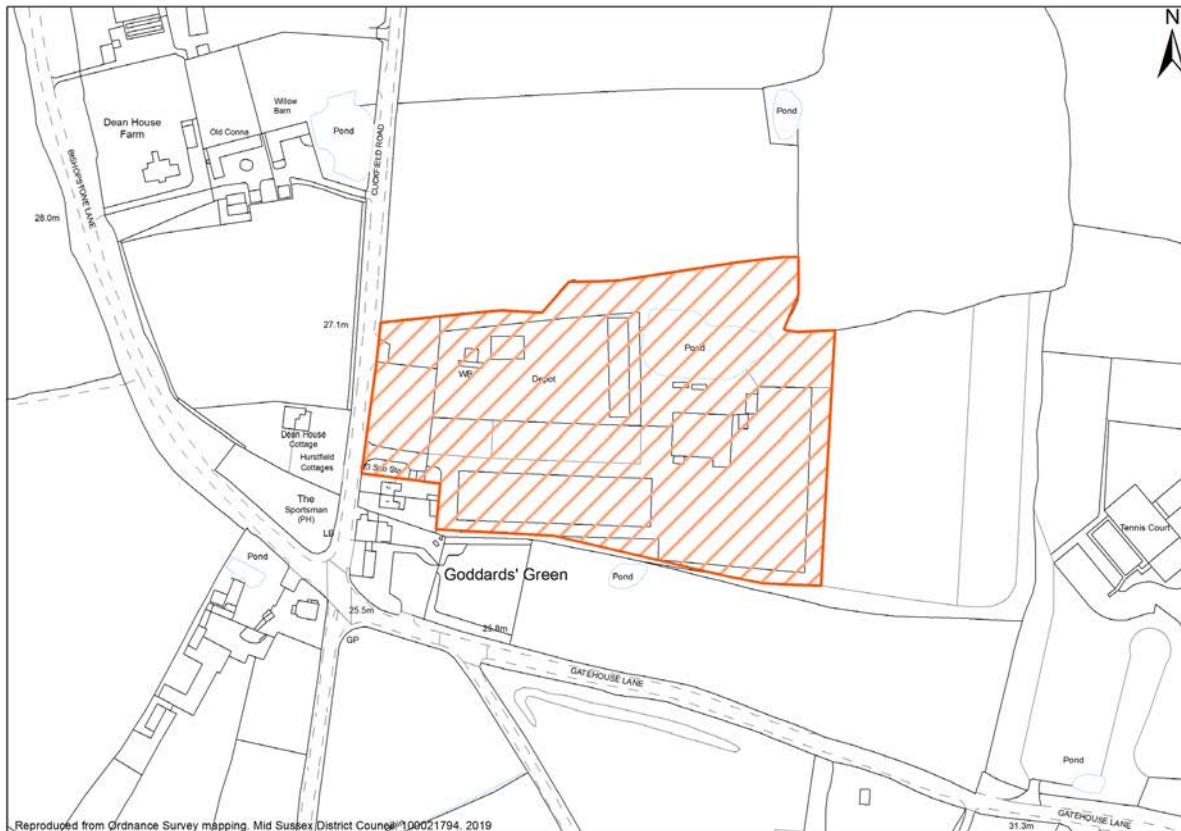 N
Dean House
Farm
Old Conna
Willow
Barn
Pond
CUCKFIELD ROAD
Pond
BISHOPSTONE LANE
28.0m
27.1m
WB
Depot
Pond
Dean House
Cottage
Hurstfield
Cottages
El Sub Sta
The
Sportsman
(PH)
LB
Pond
Goddards' Green
Pond
Tennis Court
25.5m
25.8m
GP
GATEHOUSE LANE
Pond
GATEHOUSE LANE
31.3m
Reproduced from Ordnance Survey mapping. Mid Sussex District Council 100021794. 2019